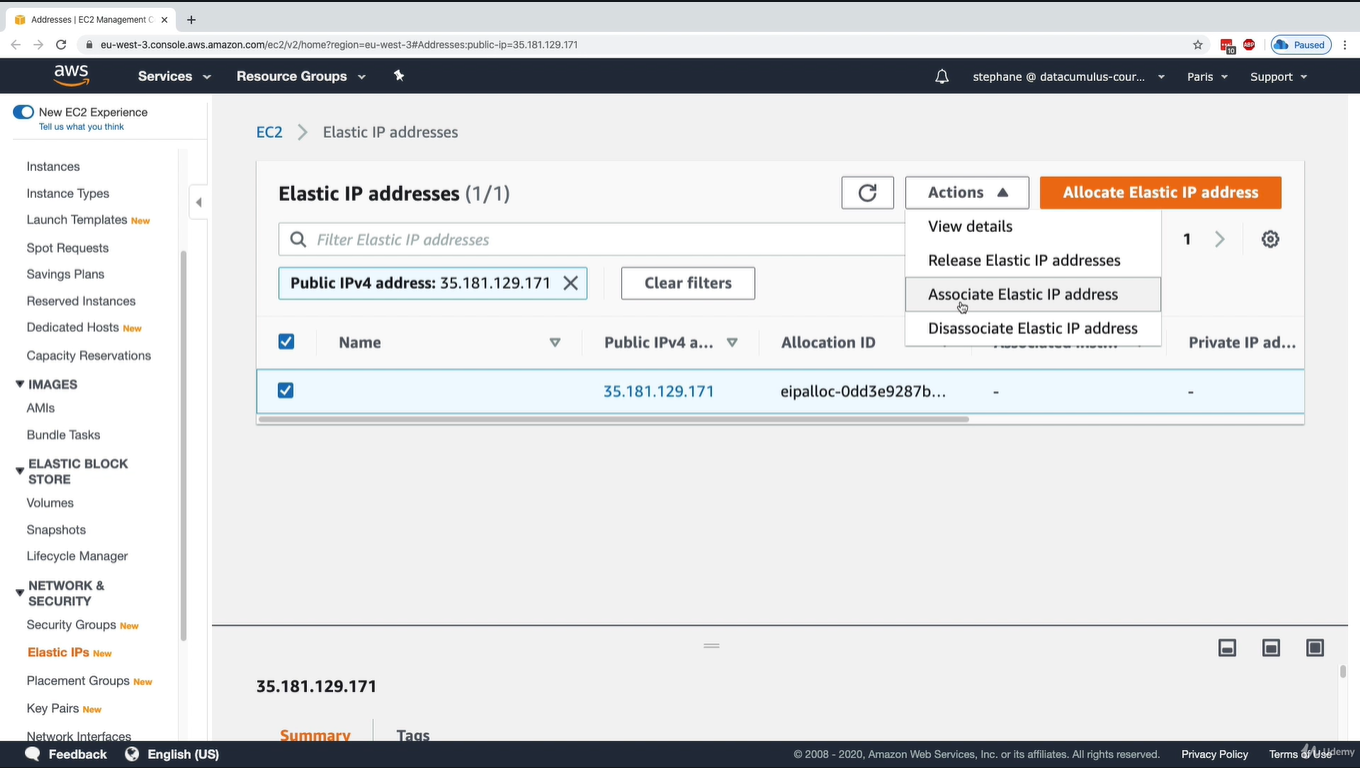 Addresses | EC2 Management C
eu-west-3.console.aws.amazon.com/ec2/v2/home?region=eu-west-3#Addresses:public-ip=35.181.129.171
10
ABP
Paused
aws
Services
Resource Groups
stephane @ datacumulus-cour...
Paris
Support
New EC2 Experience
Tell us what you think
Instances
Instance Types
Launch Templates New
Spot Requests
Savings Plans
Reserved Instances
Dedicated Hosts New
Capacity Reservations
IMAGES
AMIs
Bundle Tasks
ELASTIC BLOCK
STORE
Volumes
Snapshots
Lifecycle Manager
NETWORK &
SECURITY
Security Groups New
Elastic IPs New
Placement Groups New
Key Pairs New
Network Interfaces
EC2 Elastic IP addresses
Elastic IP addresses (1/1)
Actions
Allocate Elastic IP address
Filter Elastic IP addresses
1
View details
Release Elastic IP addresses
Associate Elastic IP address
Disassociate Elastic IP address
Public IPv4 address: 35.181.129.171
Clear filters
Name
Public IPv4 a...
Allocation ID
Private IP ad...
35.181.129.171
eipalloc-0dd3e9287b...
-
-
35.181.129.171
Summary
Tags
Feedback
English (US)
© 2008 - 2020, Amazon Web Services, Inc. or its affiliates. All rights reserved.
Privacy Policy
Terms of Use
Udemy